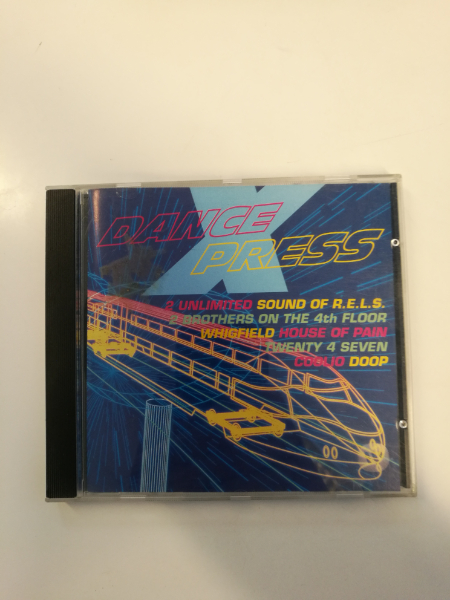 DANCE
X
PRESS
2 UNLIMITED SOUND OF R.E.L.S.
2 BROTHERS ON THE 4th FLOOR
WHIGFIELD HOUSE OF PAIN
TWENTY 4 SEVEN
COOLIO DOOP
00